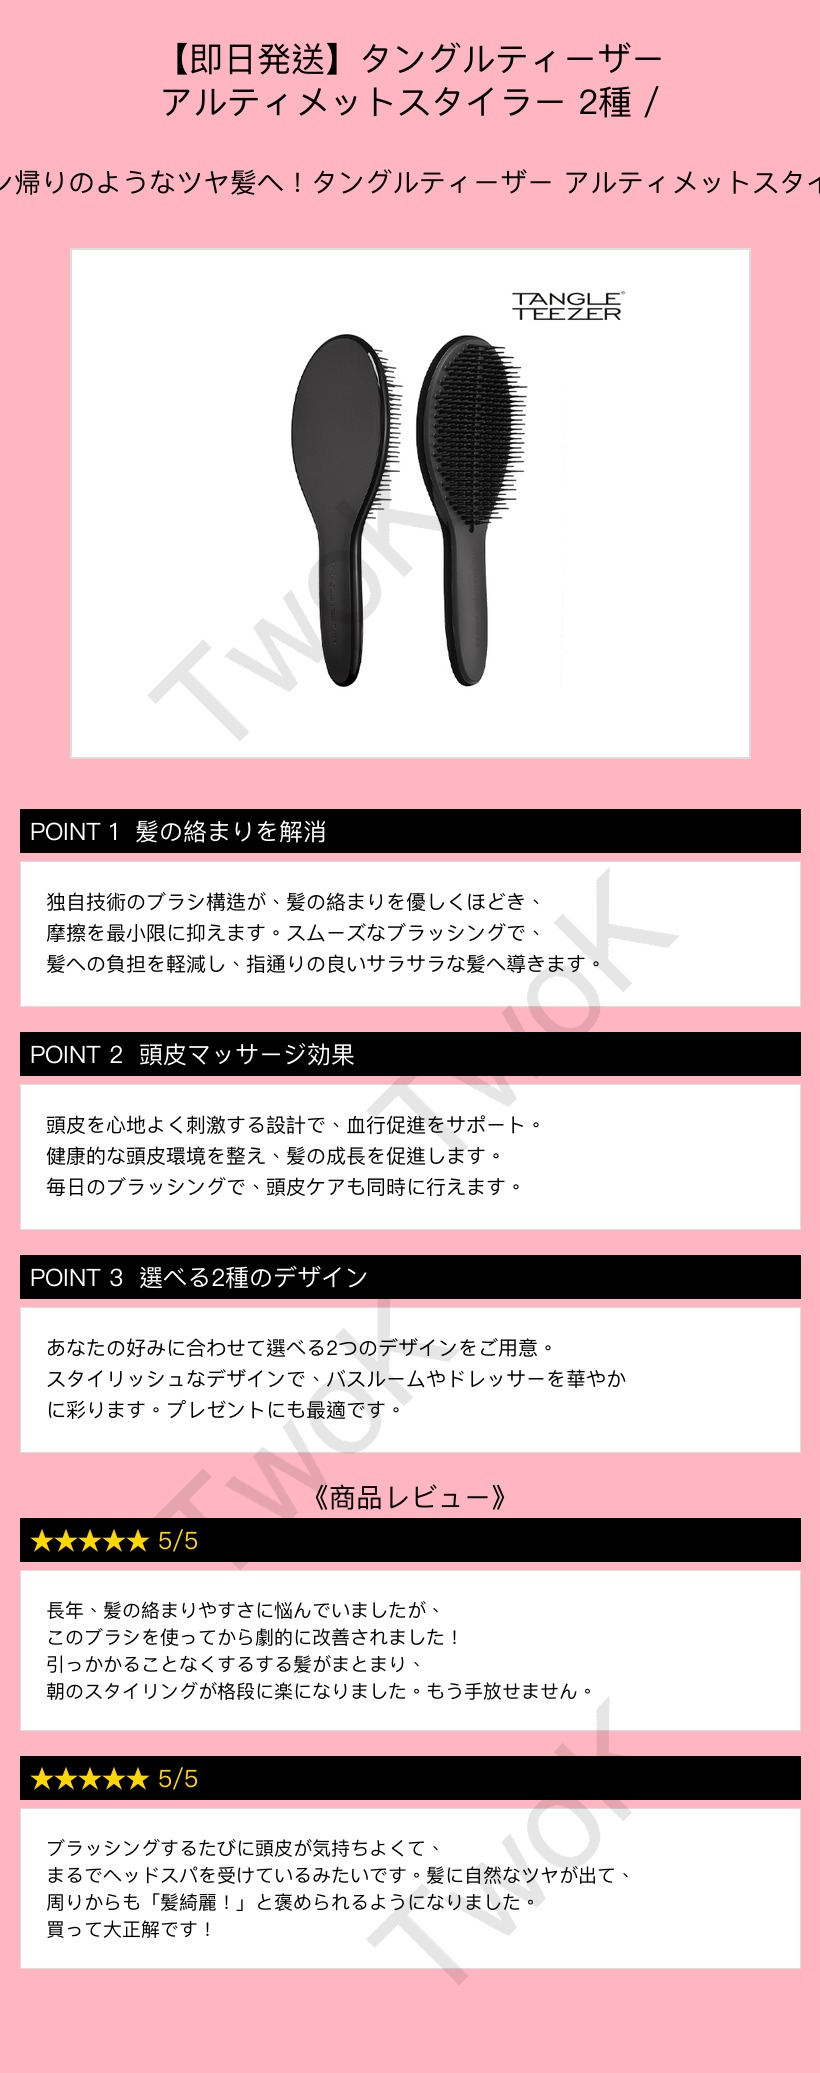 【即日発送】タングルティーザー
アルティメットスタイラー 2種 /
ン帰りのようなツヤ髪へ！タングルティーザー アルティメットスタイ
TANGLE
TEEZER
TwoK
POINT 1 髪の絡まりを解消
独自技術のブラシ構造が、髪の絡まりを優しくほどき、
摩擦を最小限に抑えます。スムーズなブラッシングで、
髪への負担を軽減し、指通りの良いサラサラな髪へ導きます。
TwoK
POINT 2 頭皮マッサージ効果
頭皮を心地よく刺激する設計で、血行促進をサポート。
健康的な頭皮環境を整え、髪の成長を促進します。
毎日のブラッシングで、頭皮ケアも同時に行えます。
POINT 3 選べる2種のデザイン
あなたの好みに合わせて選べる2つのデザインをご用意。
スタイリッシュなデザインで、バスルームやドレッサーを華やか
に彩ります。プレゼントにも最適です。
TwoK
《商品レビュー》
★★★★★ 5/5
長年、髪の絡まりやすさに悩んでいましたが、
このブラシを使ってから劇的に改善されました！
引っかかることなくするする髪がまとまり、
朝のスタイリングが格段に楽になりました。もう手放せません。
★★★★★ 5/5
ブラッシングするたびに頭皮が気持ちよくて、
まるでヘッドスパを受けているみたいです。髪に自然なツヤが出て、
周りからも「髪綺麗！」と褒められるようになりました。
買って大正解です！
TwoK